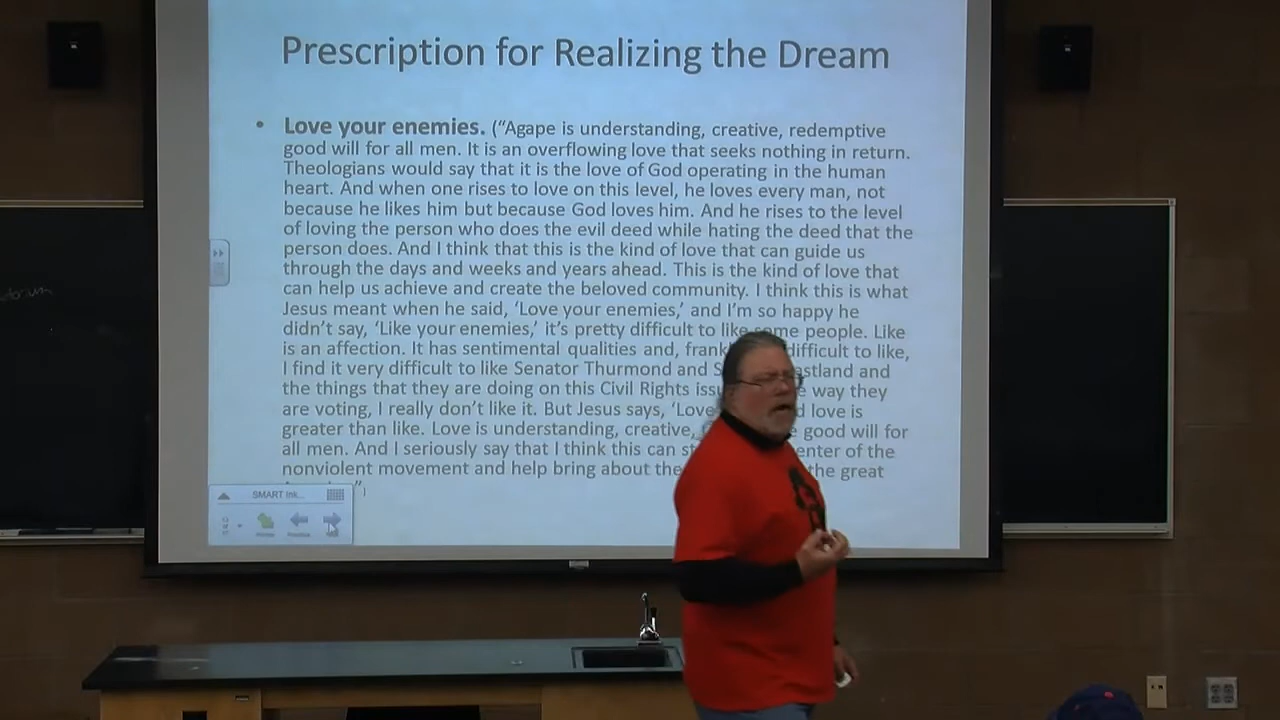 Prescription for Realizing the Dream
• Love your enemies. (“Agape is understanding, creative, redemptive
good will for all men. It is an overflowing love that seeks nothing in return.
Theologians would say that it is the love of God operating in the human
heart. And when one rises to love on this level, he loves every man, not
because he likes him but because God loves him. And he rises to the level
of loving the person who does the evil deed while hating the deed that the
person does. And I think that this is the kind of love that can guide us
through the days and weeks and years ahead. This is the kind of love that
can help us achieve and create the beloved community. I think this is what
Jesus meant when he said, ‘Love your enemies,’ and I’m so happy he
didn’t say, ‘Like your enemies,’ it’s pretty difficult to like some people. Like
is an affection. It has sentimental qualities and, difficult to like,
I find it very difficult to like Senator Thurmond and and
the things that they are doing on this Civil Rights way they
are voting, I really don’t like it. But Jesus says, ‘Love love is
greater than like. Love is understanding, creative, good will for
all men. And I seriously say that I think this can of the
nonviolent movement and help bring about the the great
”)
SMART Ink...